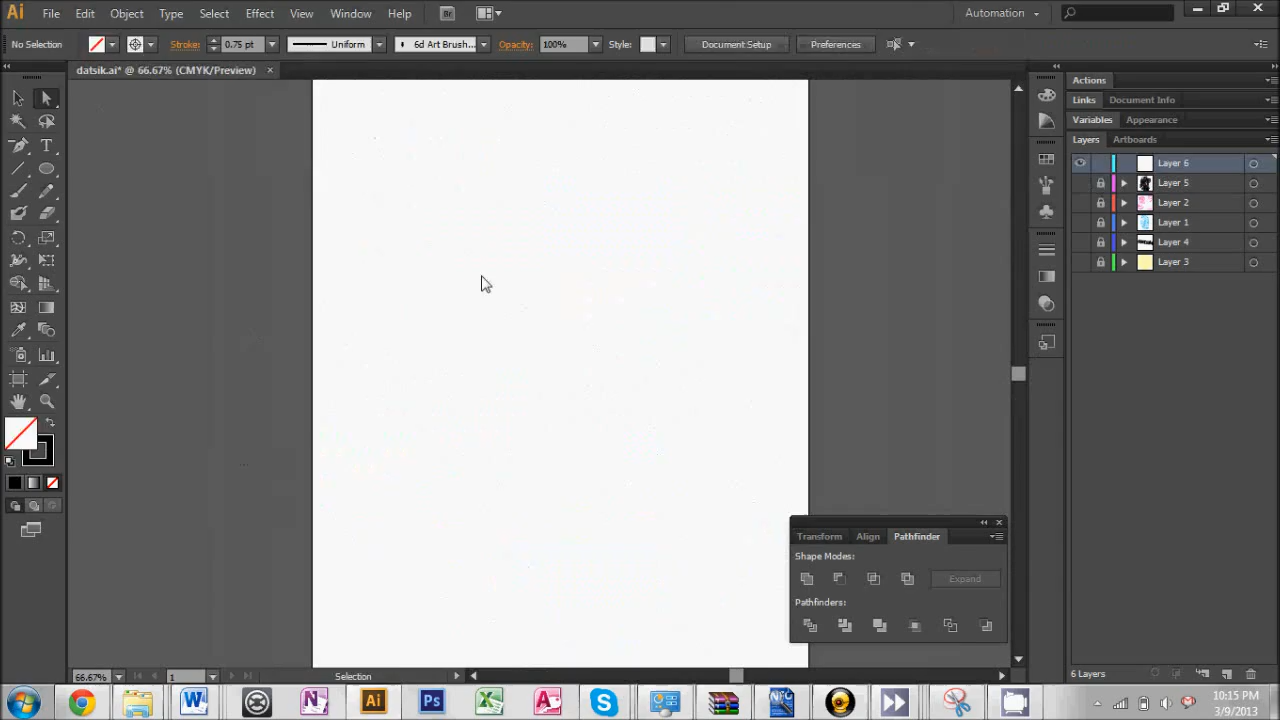 Ai File Edit Object Type Select Effect View Window Help Br Automation
No Selection Stroke: 0.75 pt Uniform 6d Art Brush... Opacity: 100% Style: Document Setup Preferences
datsik.ai* @ 66.67% (CMYK/Preview)
Actions
Links Document Info
Variables Appearance
Layers Artboards
Layer 6
Layer 5
Layer 2
Layer 1
Layer 4
Layer 3
Transform Align Pathfinder
Shape Modes:
Expand
Pathfinders:
66.67% 1 Selection 6 Layers
10:15 PM
3/9/2013